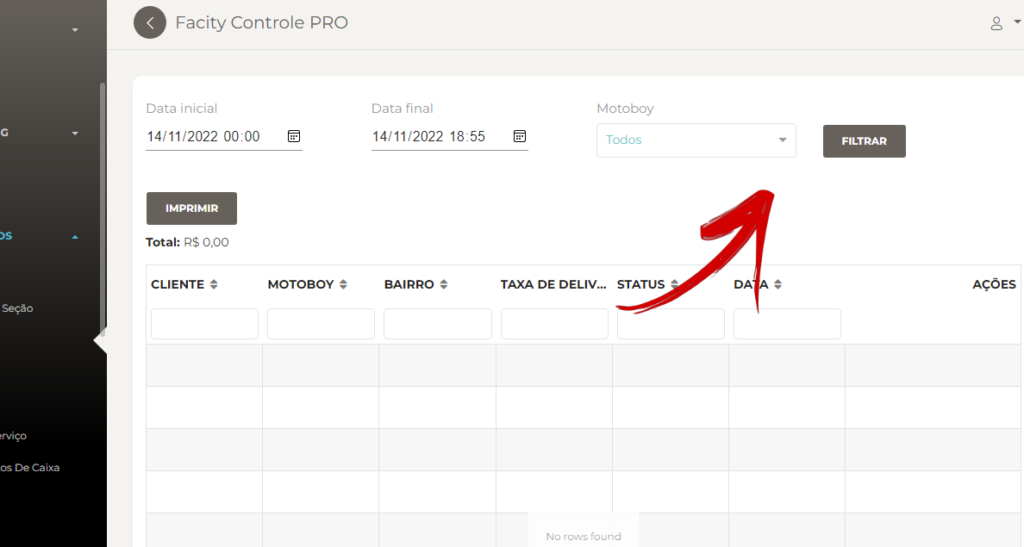 Facity Controle PRO
G
OS
Seção
erviço
os De Caixa
Data inicial
14/11/2022 00:00
Data final
14/11/2022 18:55
Motoboy
Todos
FILTRAR
IMPRIMIR
Total: R$ 0,00
CLIENTE MOTOBOY BAIRRO TAXA DE DELIV... STATUS DATA AÇÕES
No rows found